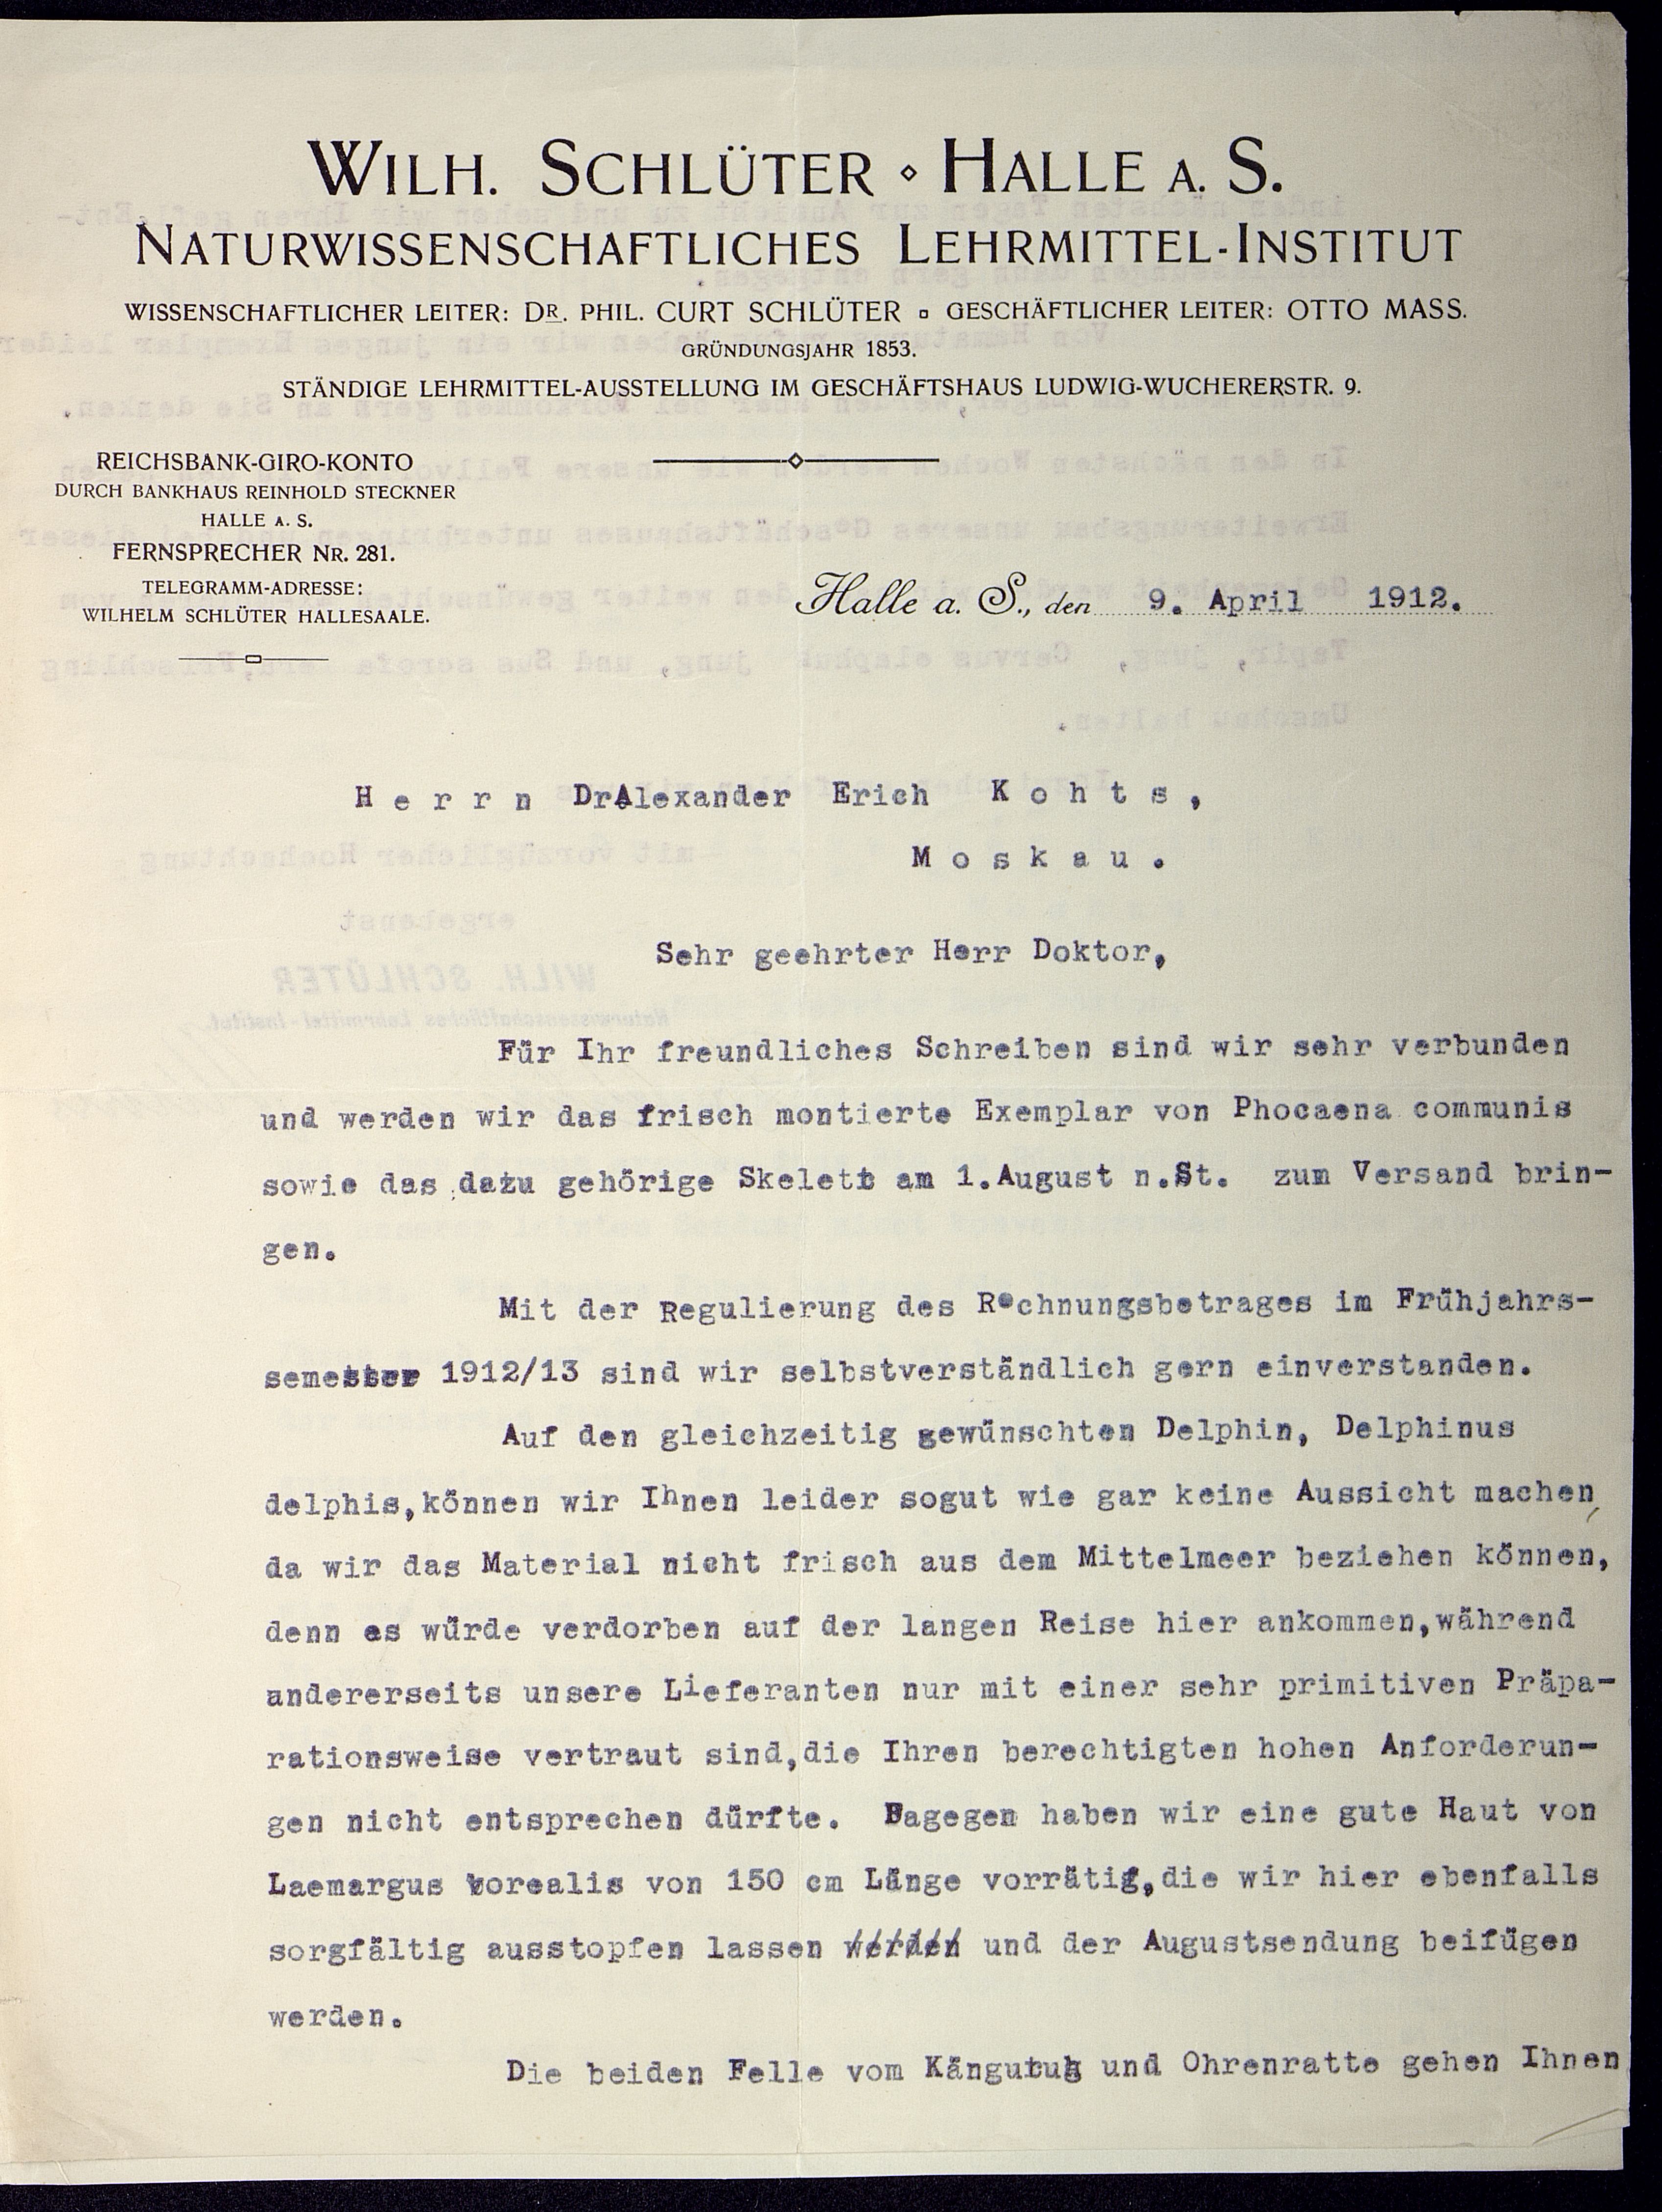 WILH. SCHLÜTER ⋄ HALLE A. S.
NATURWISSENSCHAFTLICHES LEHRMITTEL-INSTITUT
WISSENSCHAFTLICHER LEITER: DR. PHIL. CURT SCHLÜTER ▫ GESCHÄFTLICHER LEITER: OTTO MASS.
GRÜNDUNGSJAHR 1853.
STÄNDIGE LEHRMITTEL-AUSSTELLUNG IM GESCHÄFTSHAUS LUDWIG-WUCHERERSTR. 9.
REICHSBANK-GIRO-KONTO
DURCH BANKHAUS REINHOLD STECKNER
HALLE A. S.
FERNSPRECHER NR. 281.
TELEGRAMM-ADRESSE:
WILHELM SCHLÜTER HALLESAALE.
Halle a. S., den 9. April 1912.
Herrn DrAlexander Erich Kohts,
Moskau.
Sehr geehrter Herr Doktor,
Für Ihr freundliches Schreiben sind wir sehr verbunden
und werden wir das frisch montierte Exemplar von Phocaena communis
sowie das dazu gehörige Skelett am 1.August n.St. zum Versand brin-
gen.
Mit der Regulierung des Rechnungsbetrages im Frühjahrs-
semester 1912/13 sind wir selbstverständlich gern einverstanden.
Auf den gleichzeitig gewünschten Delphin, Delphinus
delphis,können wir Ihnen leider sogut wie gar keine Aussicht machen,
da wir das Material nicht frisch aus dem Mittelmeer beziehen können,
denn es würde verdorben auf der langen Reise hier ankommen,während
andererseits unsere Lieferanten nur mit einer sehr primitiven Präpa-
rationsweise vertraut sind,die Ihren berechtigten hohen Anforderun-
gen nicht entsprechen dürfte. Dagegen haben wir eine gute Haut von
Laemargus borealis von 150 cm Länge vorrätig,die wir hier ebenfalls
sorgfältig ausstopfen lassen werden und der Augustsendung beifügen
werden.
Die beiden Felle vom Känguruh und Ohrenratte gehen Ihnen